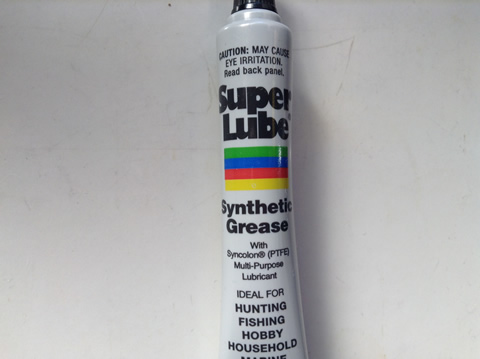 CAUTION: MAY CAUSE
EYE IRRITATION.
Read back panel.
Super
Lube®
Synthetic
Grease
With
Syncolon® (PTFE)
Multi-Purpose
Lubricant
IDEAL FOR
HUNTING
FISHING
HOBBY
HOUSEHOLD
MARINE